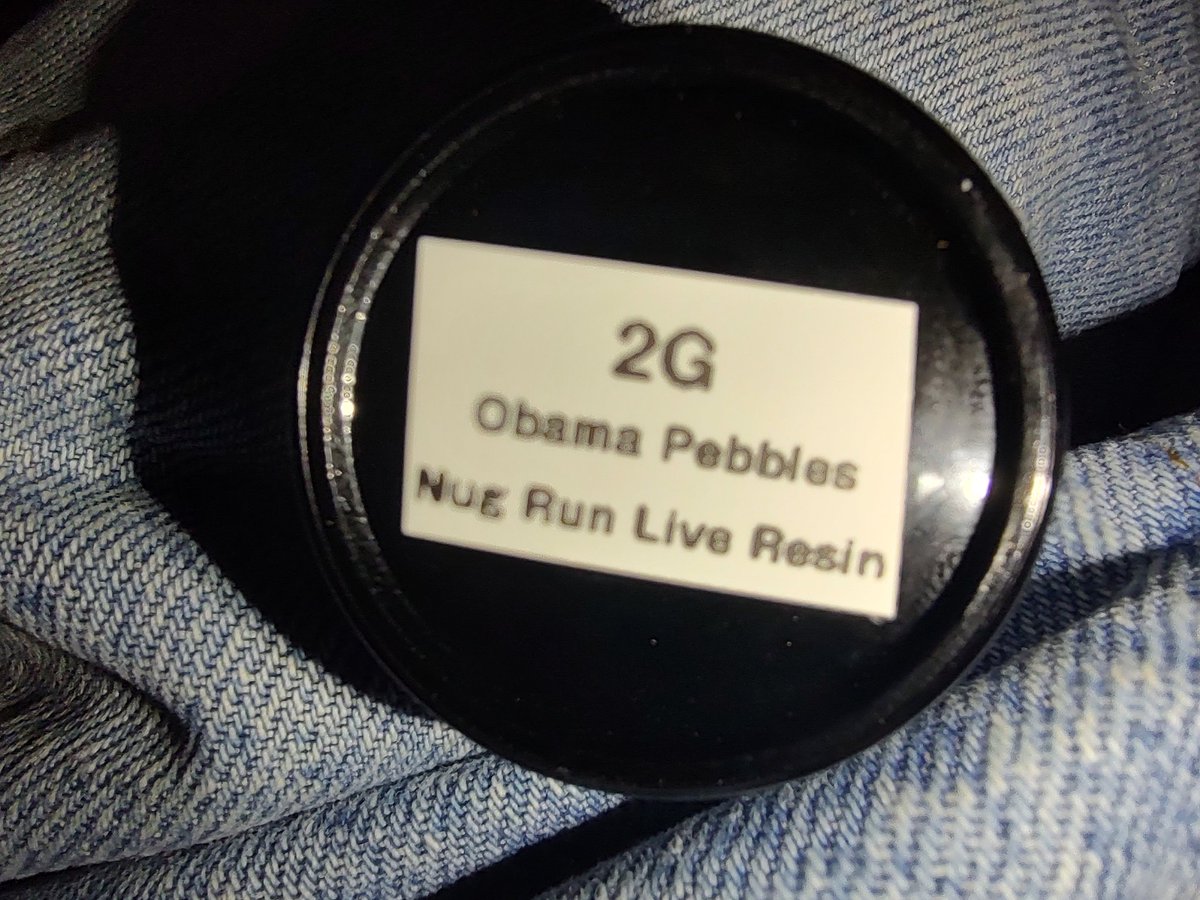 2G
Obama Pebbles
Nug Run Live Resin